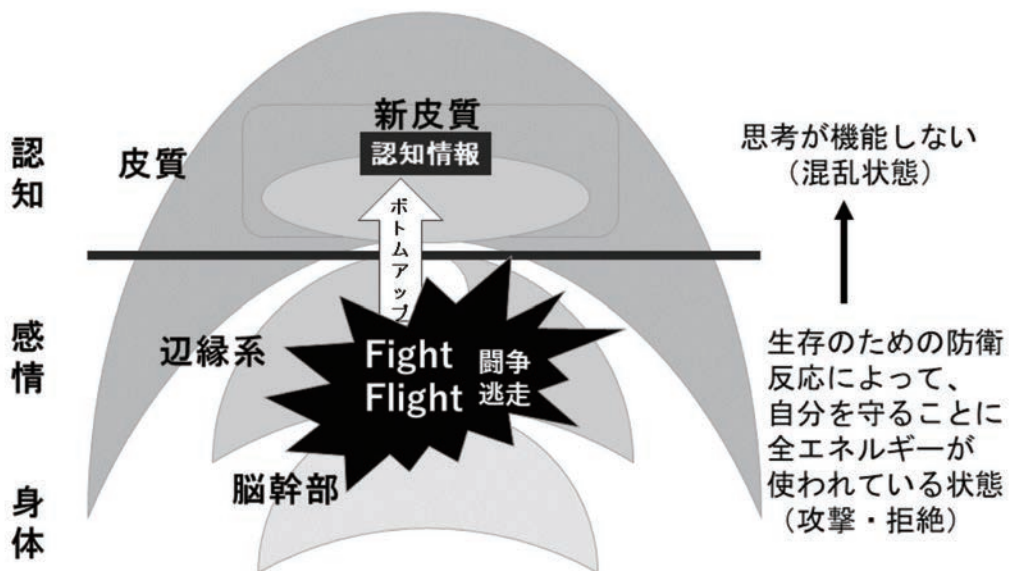 新皮質
認知情報
認知
皮質
ボトムアップ
思考が機能しない
（混乱状態）
感情
辺縁系
Fight 闘争
Flight 逃走
脳幹部
身体
生存のための防衛
反応によって、
自分を守ることに
全エネルギーが
使われている状態
（攻撃・拒絶）